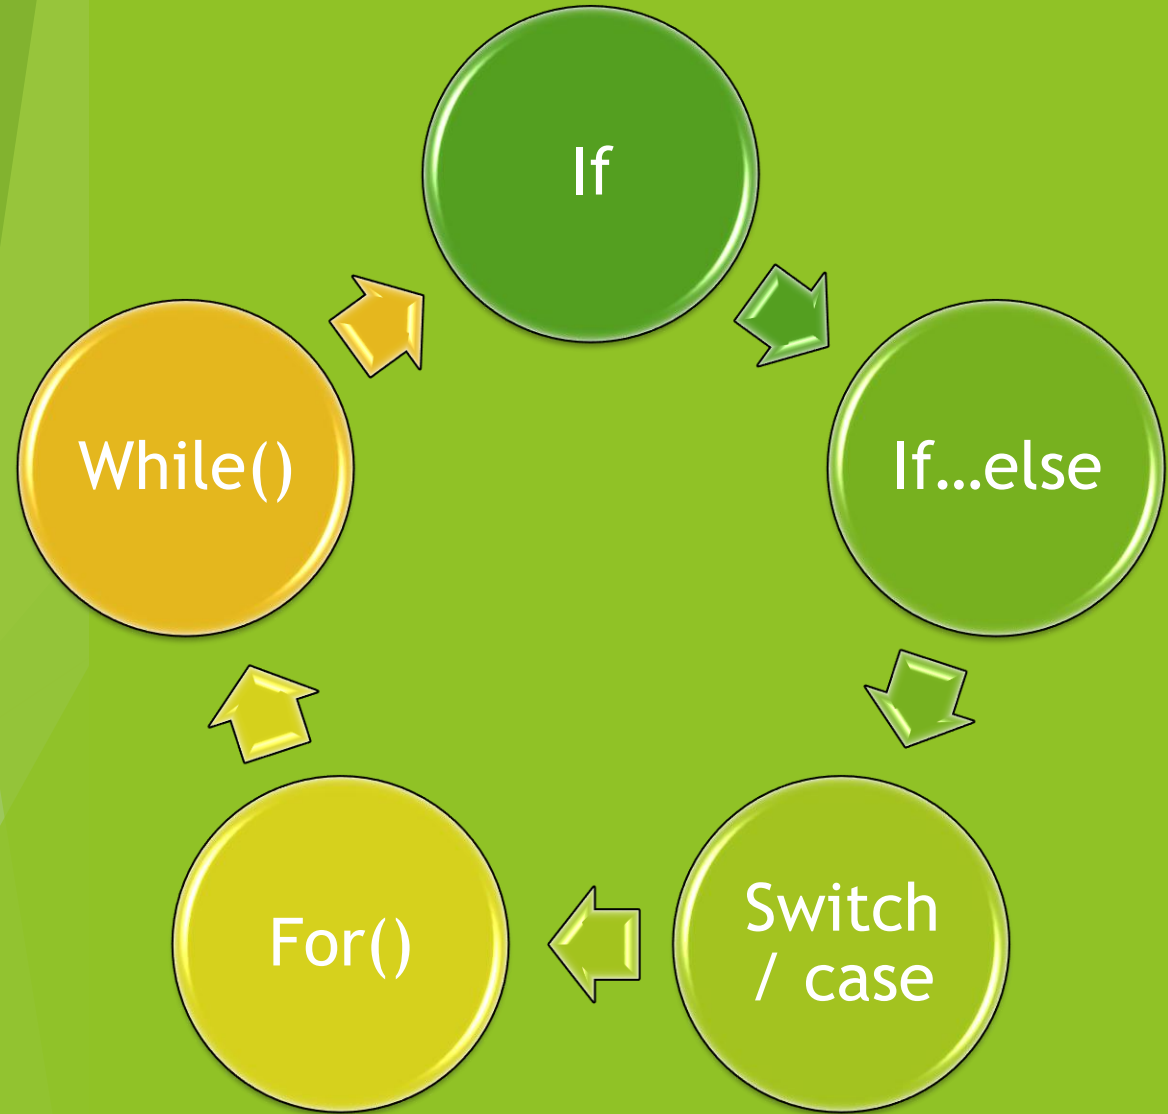 If
If...else
Switch
/ case
For()
While()